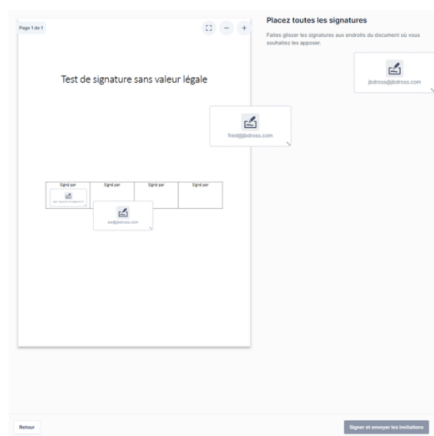 Page 1 de 1
Placez toutes les signatures
Faites glisser les signatures aux endroits du document où vous
souhaitez les apposer.
jbdross@jbdross.com
Test de signature sans valeur légale
fred@jbdross.com
Signé par
Signé par
Signé par
Signé par
Retour
Signer et envoyer les invitations